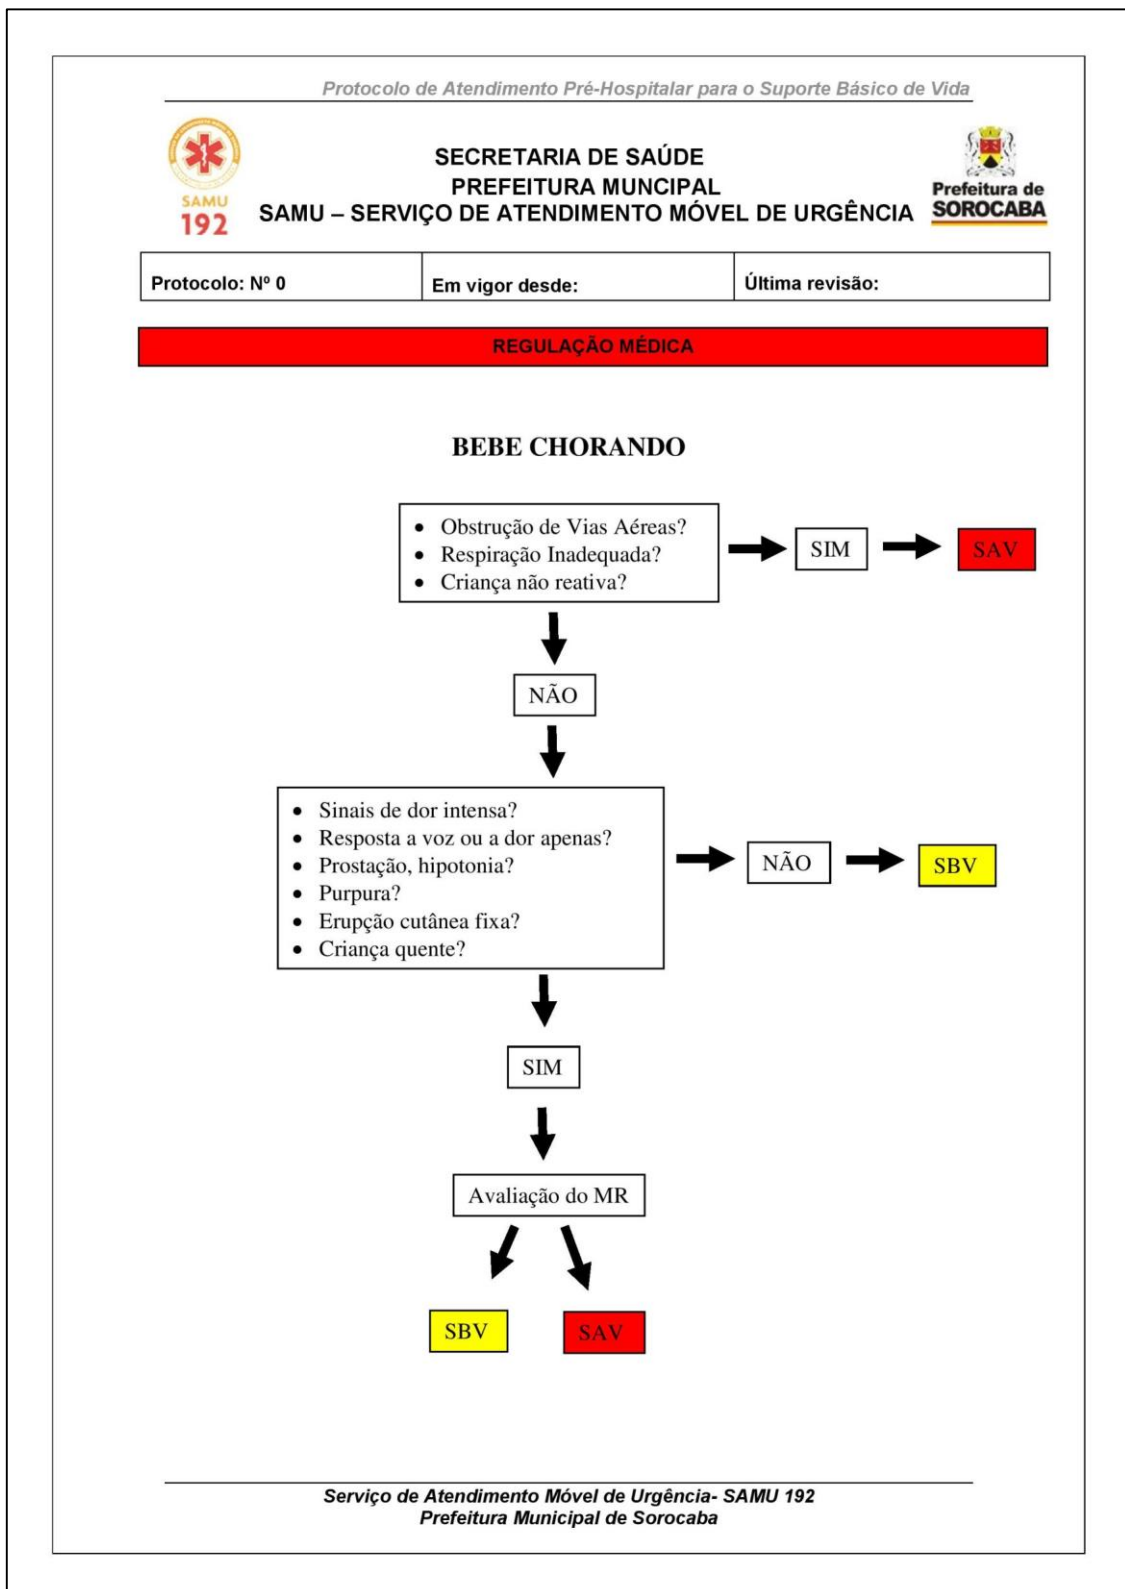 Protocolo de Atendimento Pré-Hospitalar para o Suporte Básico de Vida
SAMU
192
SECRETARIA DE SAÚDE
PREFEITURA MUNCIPAL
SAMU – SERVIÇO DE ATENDIMENTO MÓVEL DE URGÊNCIA
Prefeitura de
SOROCABA
Protocolo: Nº 0
Em vigor desde:
Última revisão:
REGULAÇÃO MÉDICA
BEBE CHORANDO
• Obstrução de Vias Aéreas?
• Respiração Inadequada?
• Criança não reativa?
SIM
SAV
NÃO
• Sinais de dor intensa?
• Resposta a voz ou a dor apenas?
• Prostação, hipotonia?
• Purpura?
• Erupção cutânea fixa?
• Criança quente?
NÃO
SBV
SIM
Avaliação do MR
SBV
SAV
Serviço de Atendimento Móvel de Urgência- SAMU 192
Prefeitura Municipal de Sorocaba